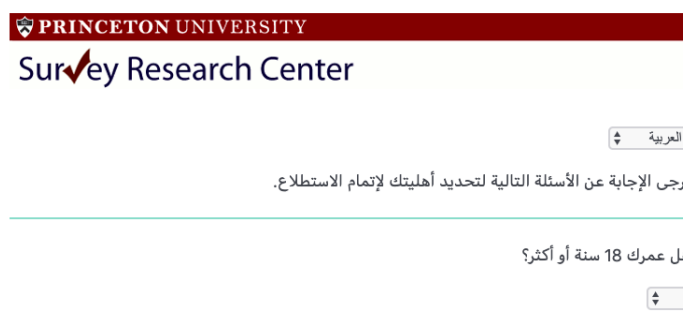 PRINCETON UNIVERSITY
Survey Research Center
العربية
الإجابة عن الأسئلة التالية لتحديد أهليتك لإتمام الاستطلاع.
عمرك 18 سنة أو أكثر؟